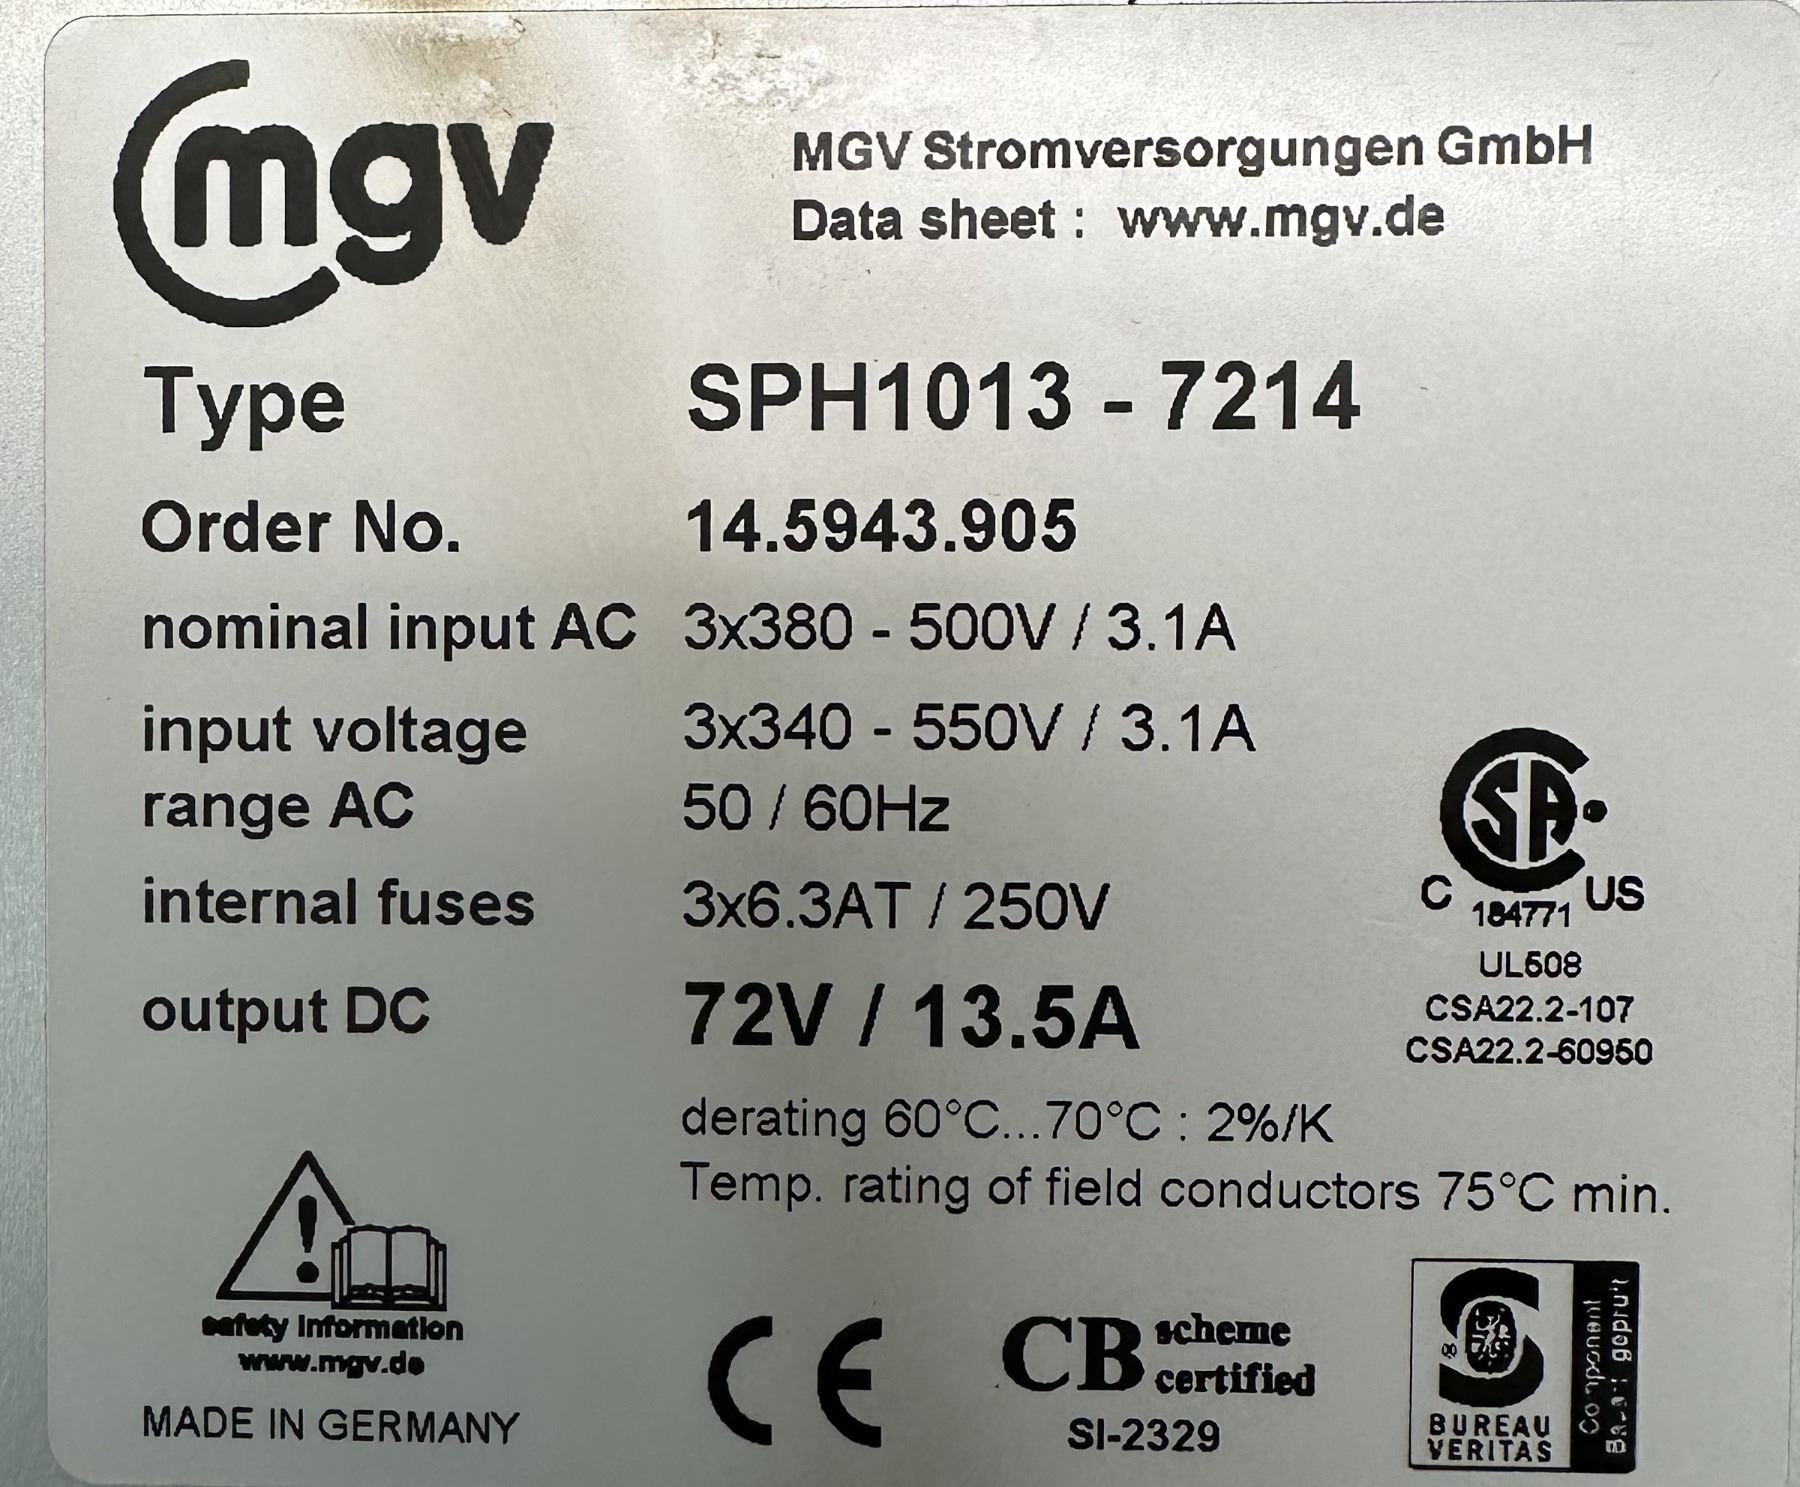 mgv
MGV Stromversorgungen GmbH
Data sheet : www.mgv.de
Type SPH1013 - 7214
Order No. 14.5943.905
nominal input AC 3x380 - 500V / 3.1A
input voltage 3x340 - 550V / 3.1A
range AC 50 / 60Hz
internal fuses 3x6.3AT / 250V
output DC 72V / 13.5A
CSA
C 184771 US
UL508
CSA22.2-107
CSA22.2-60950
derating 60°C...70°C : 2%/K
Temp. rating of field conductors 75°C min.
safety information
www.mgv.de
MADE IN GERMANY
CE
CB scheme
certified
SI-2329
S
®
BUREAU
VERITAS
Component
Bauart geprüft